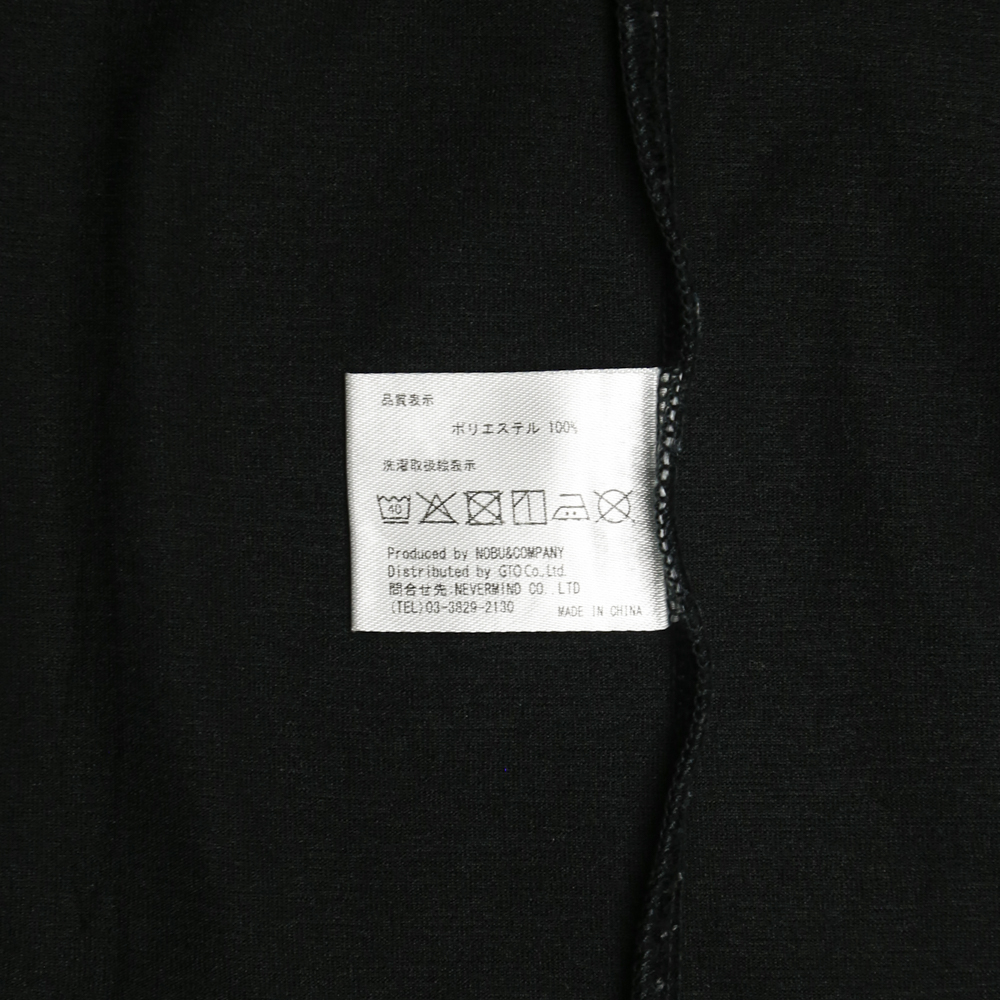 品質表示
ポリエステル 100%
洗濯取扱絵表示
40
Produced by NOBU&COMPANY
Distributed by GTO Co.,Ltd.
問合せ先:NEVERMIND CO.,LTD
(TEL)03-3829-2130
MADE IN CHINA